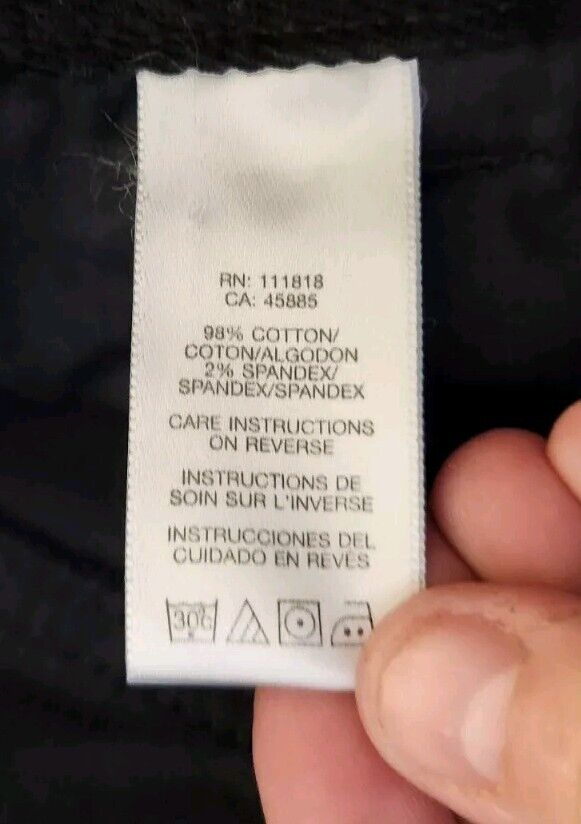 RN: 111818
CA: 45885
98% COTTON/
COTON/ALGODON
2% SPANDEX/
SPANDEX/SPANDEX
CARE INSTRUCTIONS
ON REVERSE
INSTRUCTIONS DE
SOIN SUR L'INVERSE
INSTRUCCIONES DEL
CUIDADO EN REVES
30C